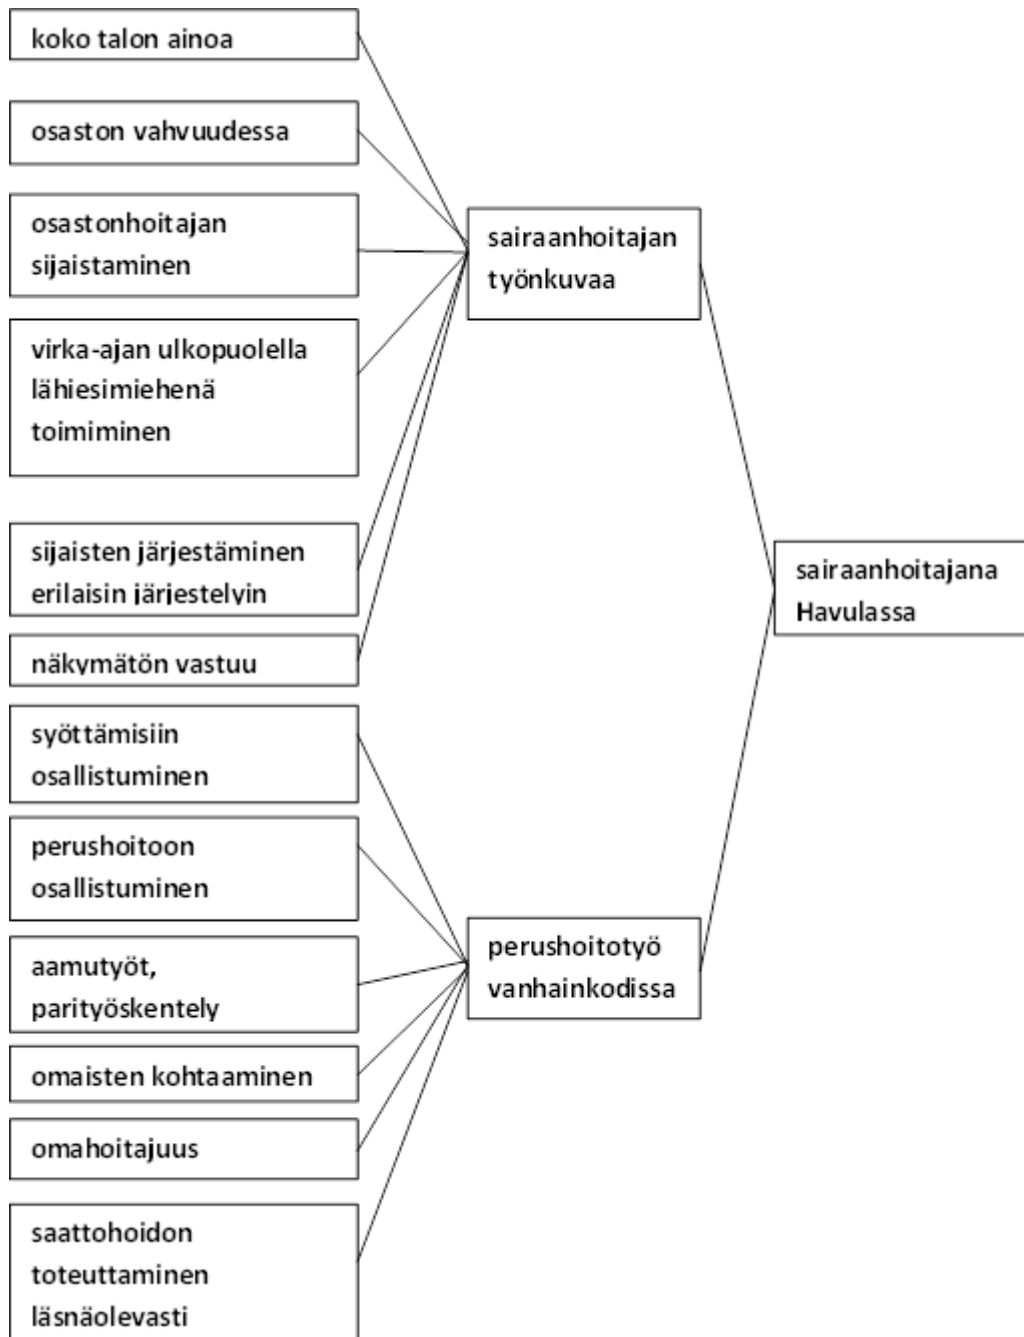 koko talon ainoa
osaston vahvuudessa
osastonhoitajan
sijaistaminen
virka-ajan ulkopuolella
lähiesimiehenä
toimiminen
sijaisten järjestäminen
erilaisin järjestelyin
näkymätön vastuu
syöttämisiin
osallistuminen
perushoitoon
osallistuminen
aamutyöt,
parityöskentely
omaisten kohtaaminen
omahoitajuus
saattohoidon
toteuttaminen
läsnäolevasti
sairaanhoitajan
työnkuvaa
perushoitotyö
vanhainkodissa
sairaanhoitajana
Havulassa